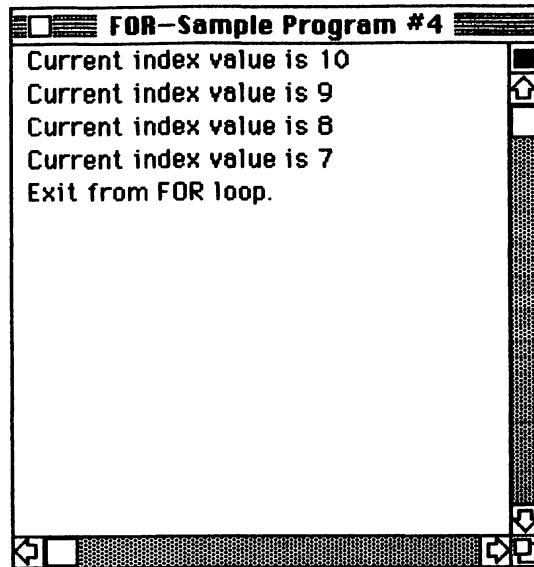 FOR—Sample Program #4
Current index value is 10
Current index value is 9
Current index value is 8
Current index value is 7
Exit from FOR loop.